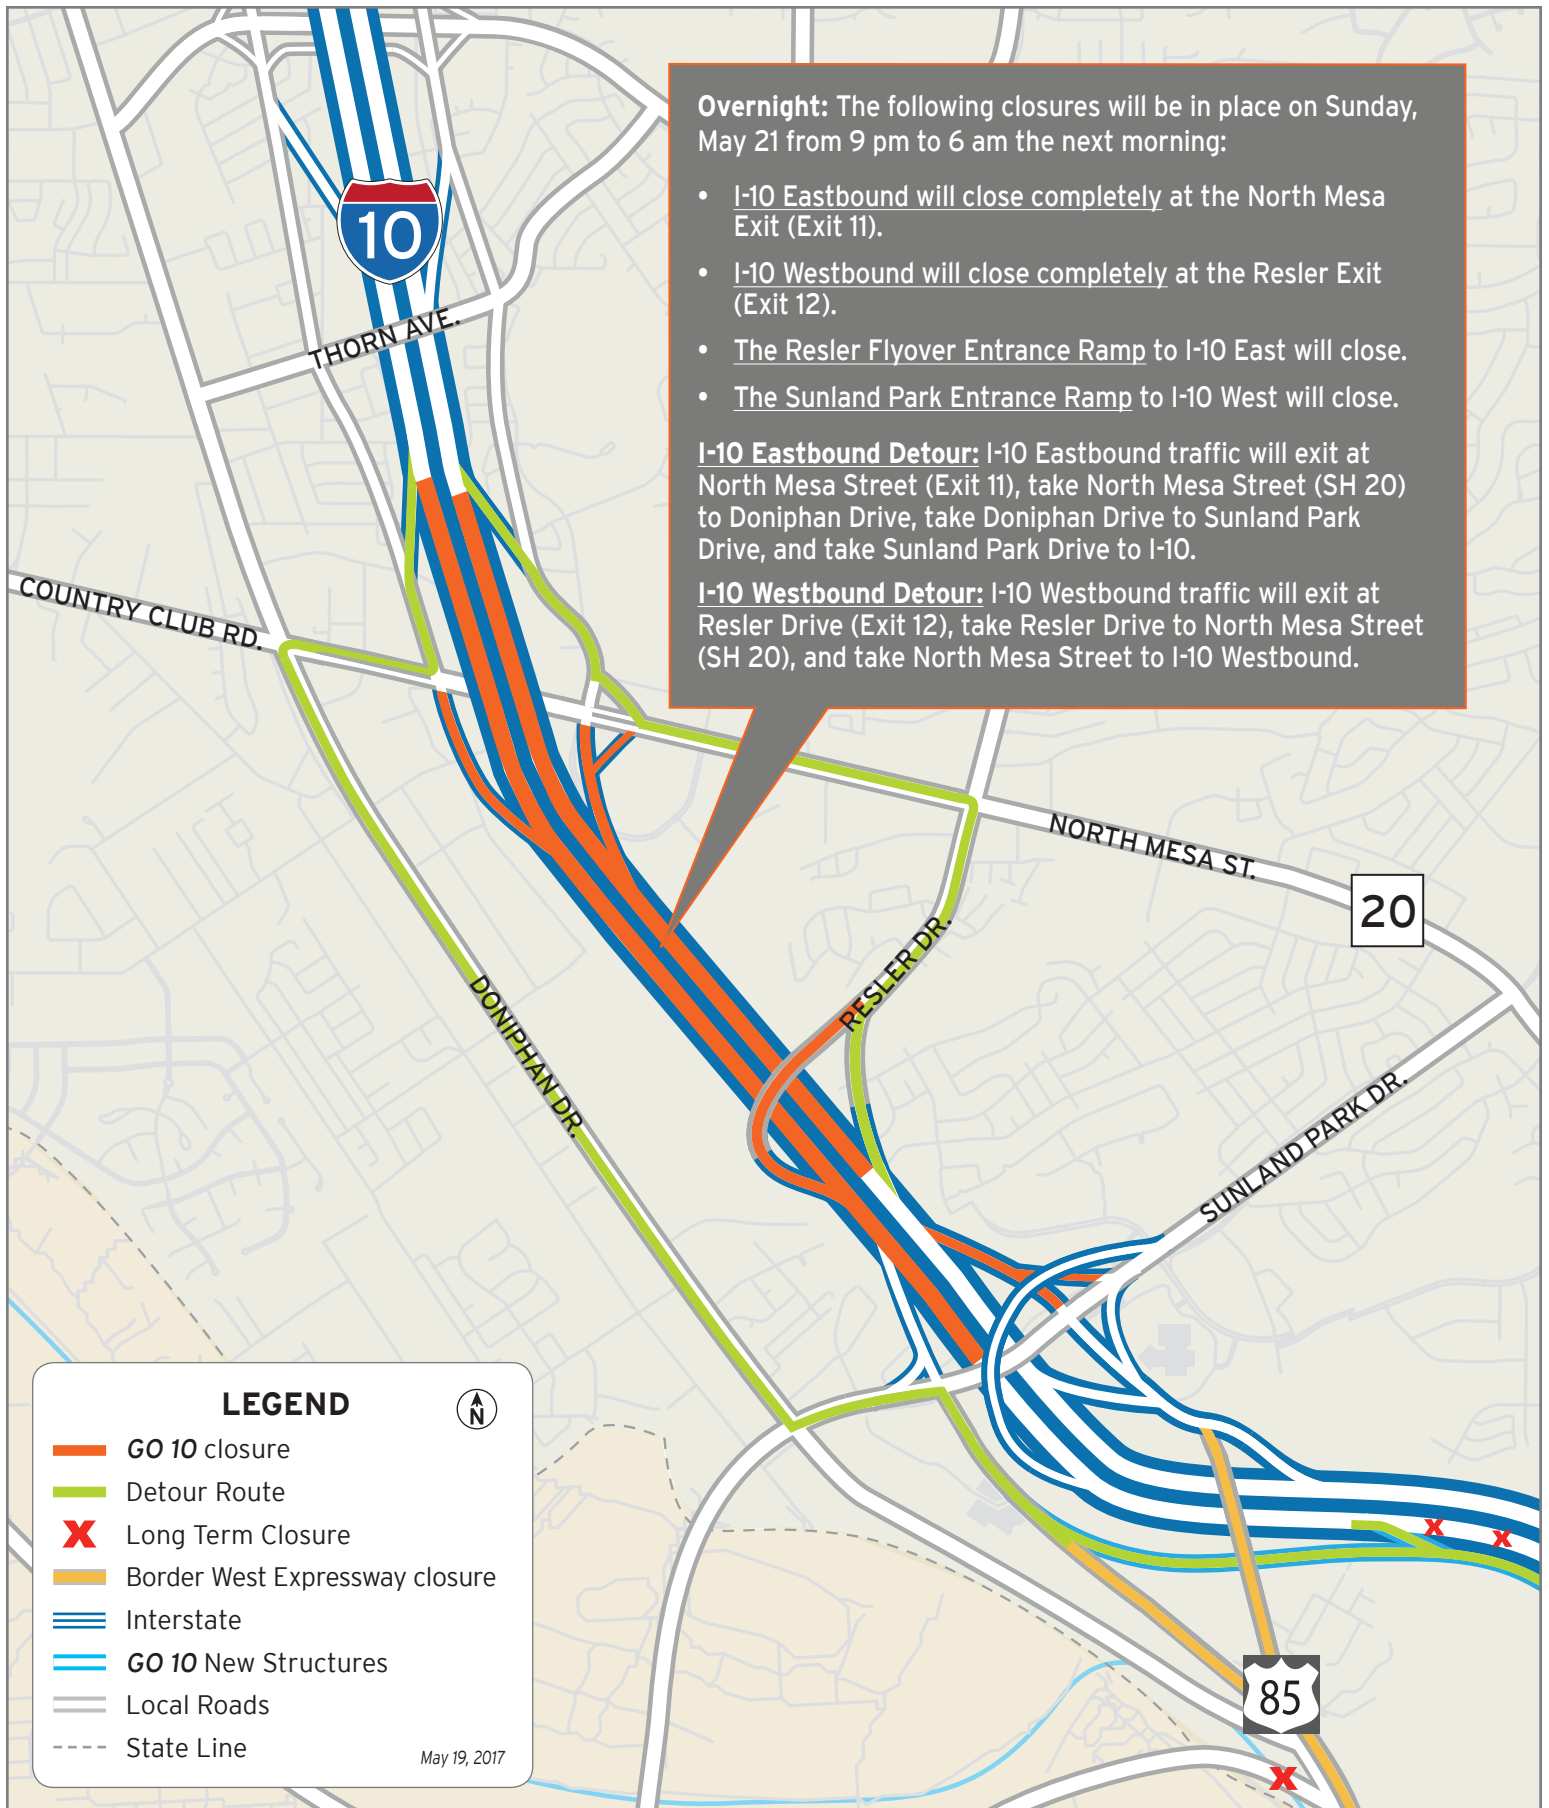 Overnight: The following closures will be in place on Sunday,
May 21 from 9 pm to 6 am the next morning:
• I-10 Eastbound will close completely at the North Mesa
Exit (Exit 11).
• I-10 Westbound will close completely at the Resler Exit
(Exit 12).
• The Resler Flyover Entrance Ramp to I-10 East will close.
• The Sunland Park Entrance Ramp to I-10 West will close.
I-10 Eastbound Detour: I-10 Eastbound traffic will exit at
North Mesa Street (Exit 11), take North Mesa Street (SH 20)
to Doniphan Drive, take Doniphan Drive to Sunland Park
Drive, and take Sunland Park Drive to I-10.
I-10 Westbound Detour: I-10 Westbound traffic will exit at
Resler Drive (Exit 12), take Resler Drive to North Mesa Street
(SH 20), and take North Mesa Street to I-10 Westbound.
10
THORN AVE.
COUNTRY CLUB RD.
NORTH MESA ST.
20
RESLER DR.
DONIPHAN DR.
SUNLAND PARK DR.
85
LEGEND
N
GO 10 closure
Detour Route
X Long Term Closure
Border West Expressway closure
Interstate
GO 10 New Structures
Local Roads
State Line
May 19, 2017
X
X
X